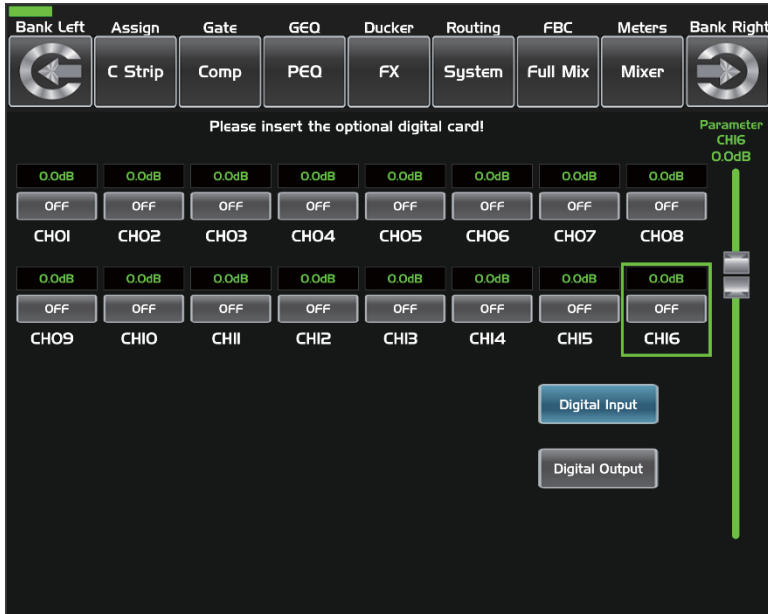 Bank Left Assign Gate GEQ Ducker Routing FBC Meters Bank Right
C Strip Comp PEQ FX System Full Mix Mixer
Please insert the optional digital card!
Parameter
CH16
0.0dB
0.0dB 0.0dB 0.0dB 0.0dB 0.0dB 0.0dB 0.0dB 0.0dB
OFF OFF OFF OFF OFF OFF OFF OFF
CH01 CH02 CH03 CH04 CH05 CH06 CH07 CH08
0.0dB 0.0dB 0.0dB 0.0dB 0.0dB 0.0dB 0.0dB 0.0dB
OFF OFF OFF OFF OFF OFF OFF OFF
CH09 CH10 CH11 CH12 CH13 CH14 CH15 CH16
Digital Input
Digital Output